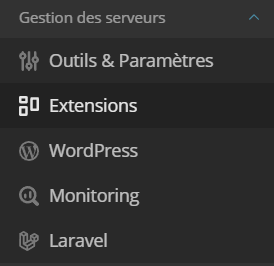 Gestion des serveurs
Outils & Paramètres
Extensions
WordPress
Monitoring
Laravel